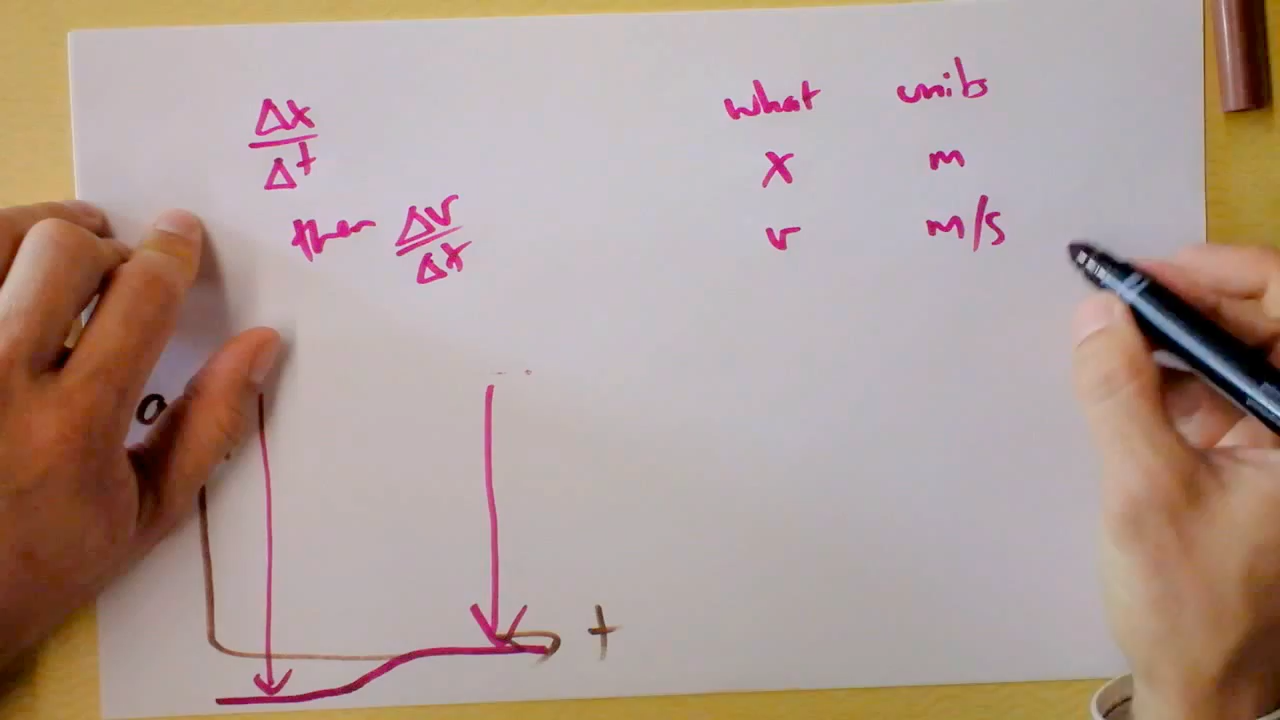 Δx
Δt
then Δv
Δt
what units
x m
v m/s
a
t